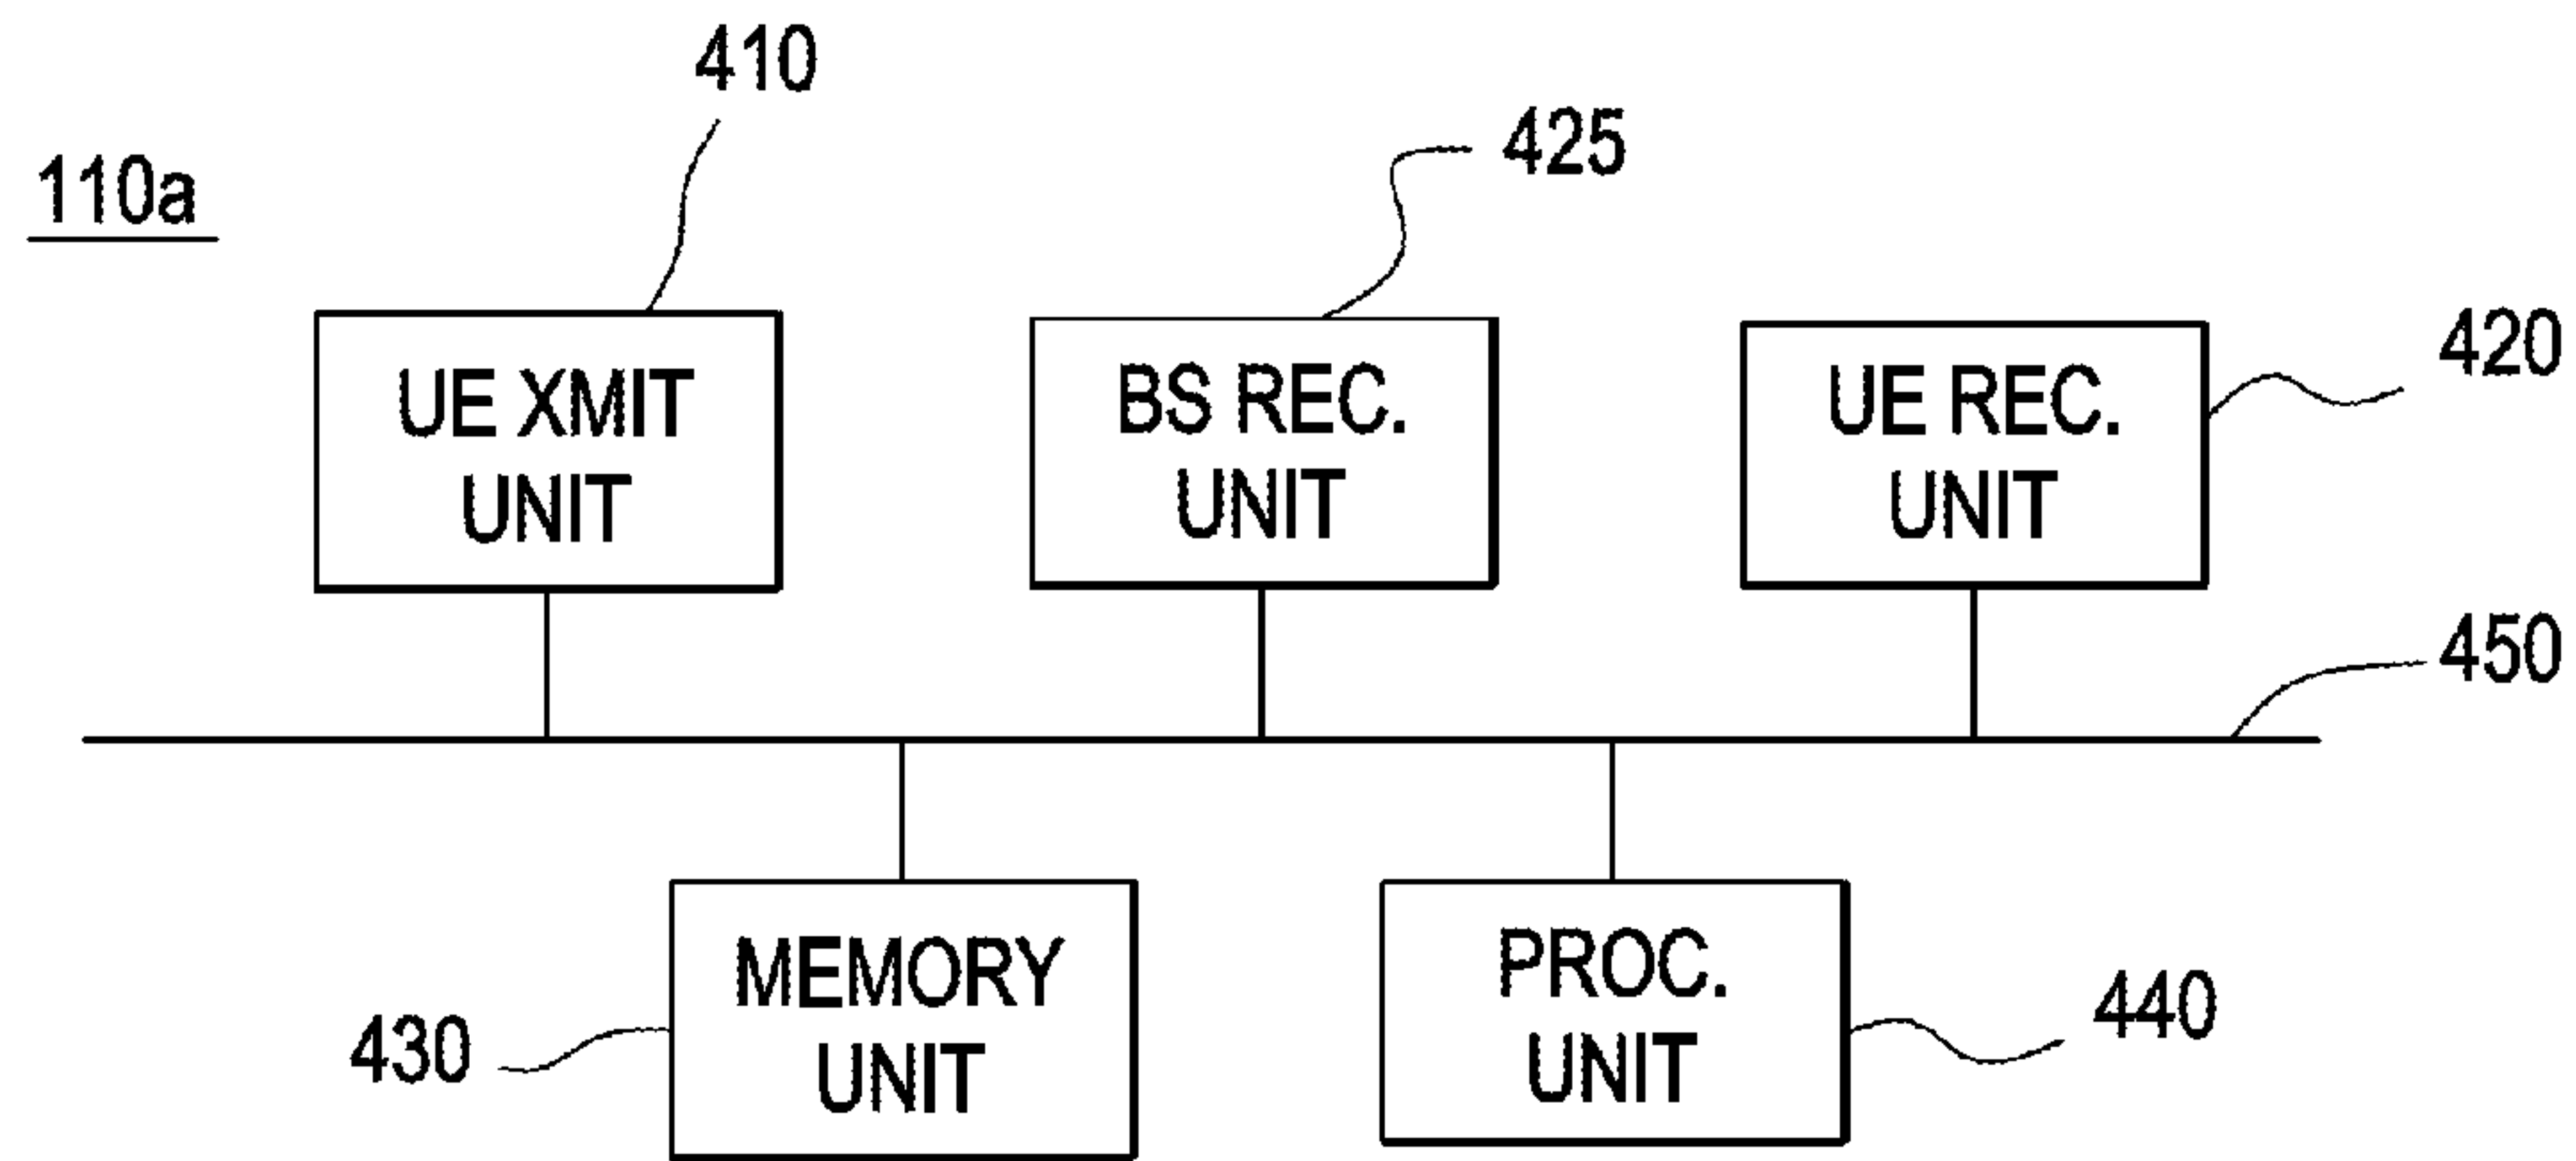 410
425
110a
420
UE XMIT
UNIT
BS REC.
UNIT
UE REC.
UNIT
450
MEMORY
UNIT
PROC.
UNIT
430
440